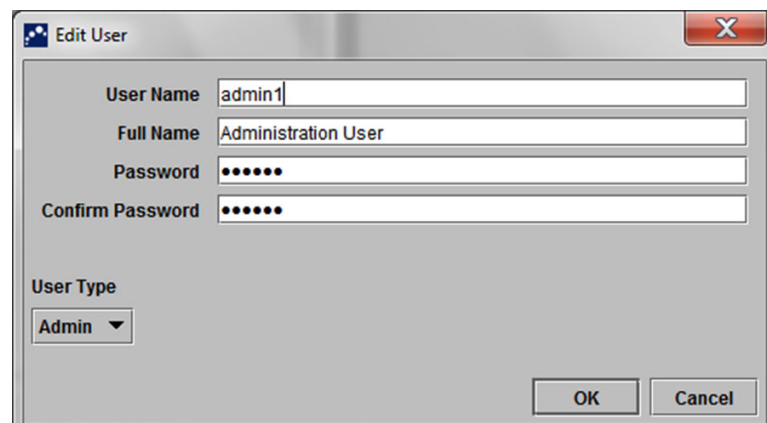 Edit User
User Name admin1
Full Name Administration User
Password ●●●●●●
Confirm Password ●●●●●●
User Type
Admin
OK Cancel